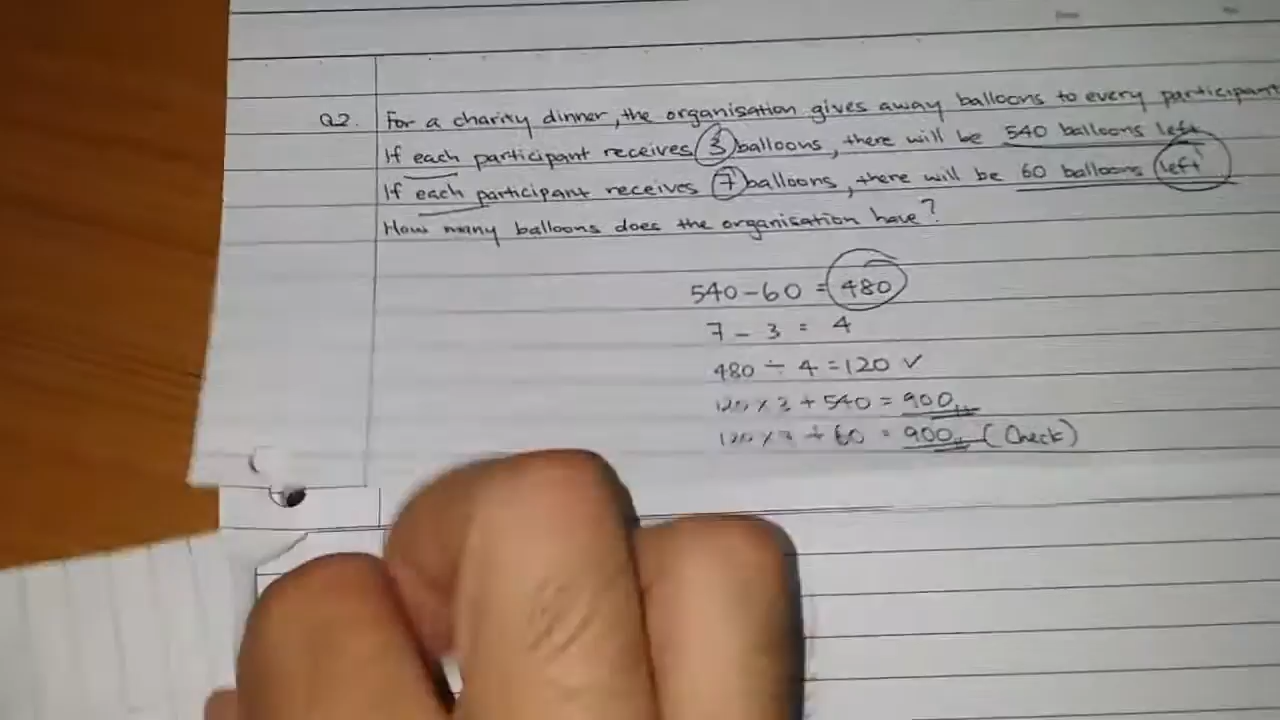 Q2. For a charity dinner, the organisation gives away balloons to every participant
If each participant receives 3 balloons, there will be 540 balloons left
If each participant receives 7 balloons, there will be 60 balloons left
How many balloons does the organisation have?
540 - 60 = 480
7 - 3 = 4
480 ÷ 4 = 120 ✓
120 x 3 + 540 = 900
120 x 7 + 60 = 900 (Check)